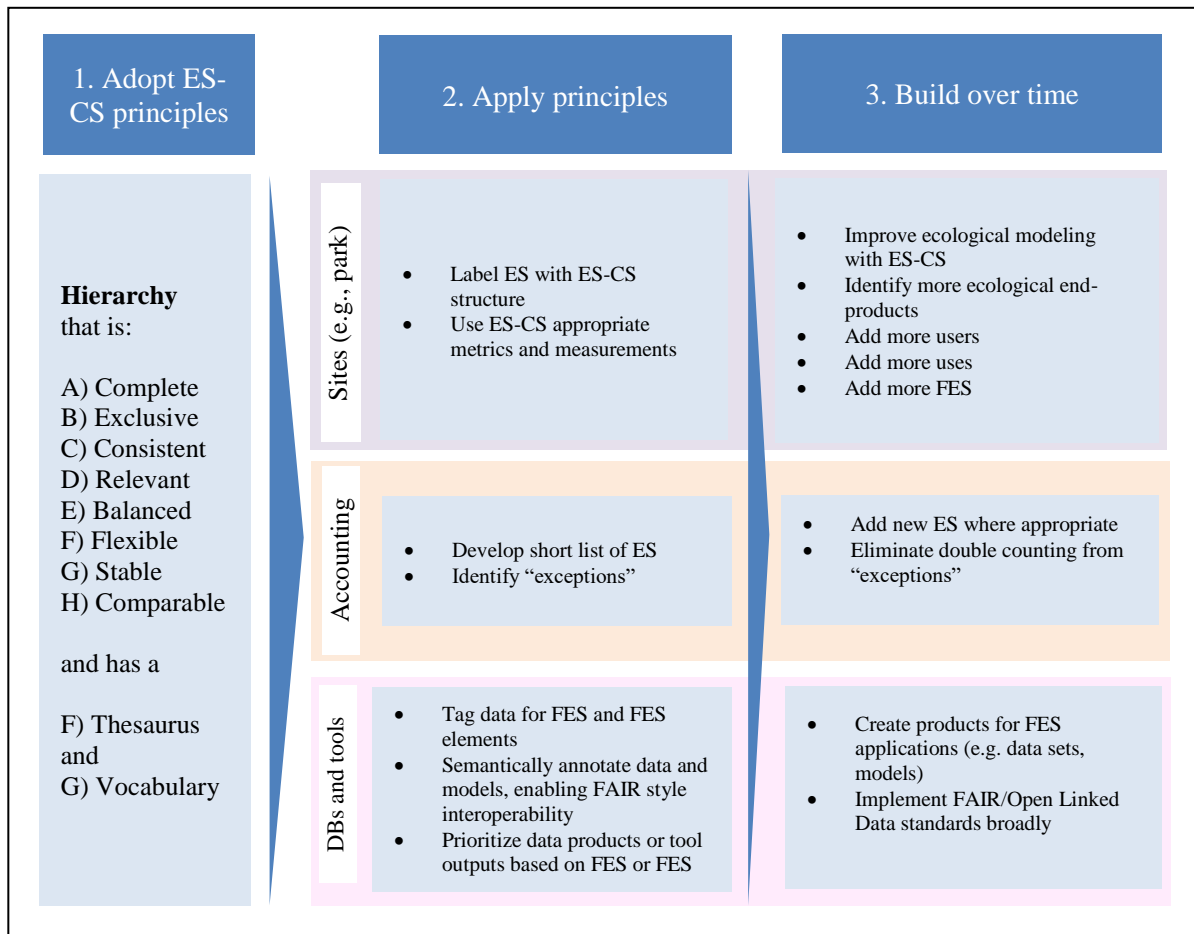 1. Adopt ES-
CS principles
2. Apply principles
3. Build over time
Hierarchy
that is:
A) Complete
B) Exclusive
C) Consistent
D) Relevant
E) Balanced
F) Flexible
G) Stable
H) Comparable
and has a
F) Thesaurus
and
G) Vocabulary
Sites (e.g., park)
• Label ES with ES-CS
structure
• Use ES-CS appropriate
metrics and measurements
• Improve ecological modeling
with ES-CS
• Identify more ecological end-
products
• Add more users
• Add more uses
• Add more FES
Accounting
• Develop short list of ES
• Identify “exceptions”
• Add new ES where appropriate
• Eliminate double counting from
“exceptions”
DBs and tools
• Tag data for FES and FES
elements
• Semantically annotate data and
models, enabling FAIR style
interoperability
• Prioritize data products or tool
outputs based on FES or FES
• Create products for FES
applications (e.g. data sets,
models)
• Implement FAIR/Open Linked
Data standards broadly